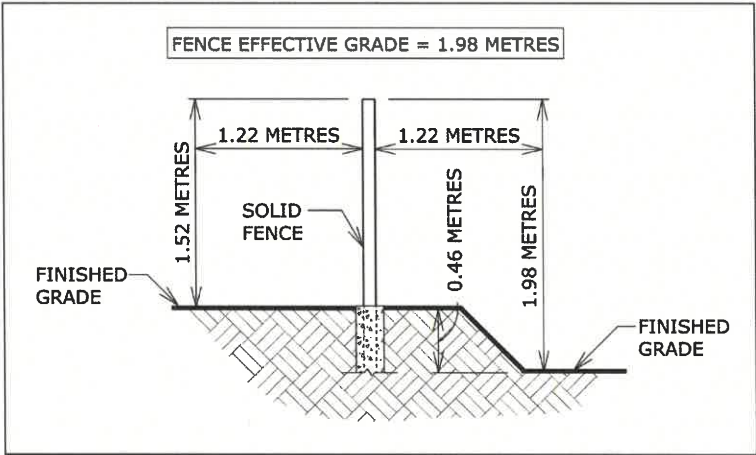 FENCE EFFECTIVE GRADE = 1.98 METRES
1.22 METRES
1.22 METRES
1.52 METRES
SOLID
FENCE
0.46 METRES
1.98 METRES
FINISHED
GRADE
FINISHED
GRADE